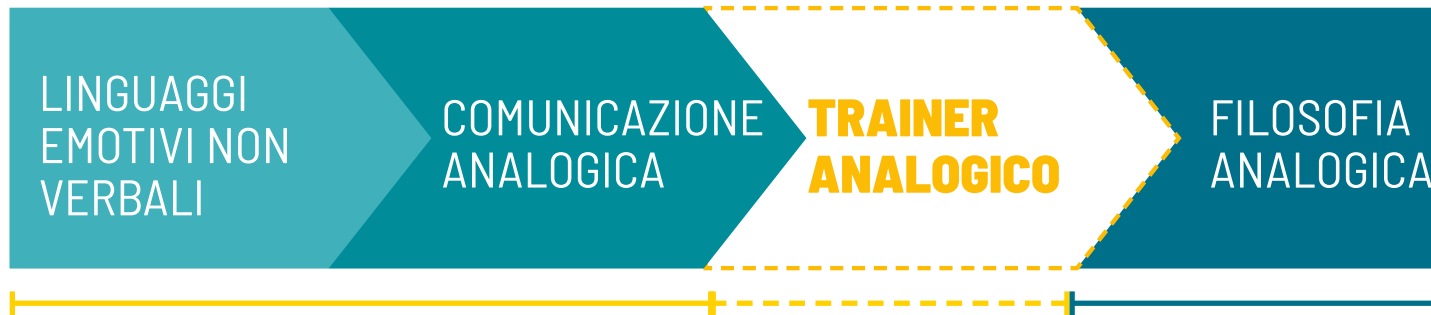 LINGUAGGI
EMOTIVI NON
VERBALI
COMUNICAZIONE
ANALOGICA
TRAINER
ANALOGICO
FILOSOFIA
ANALOGICA